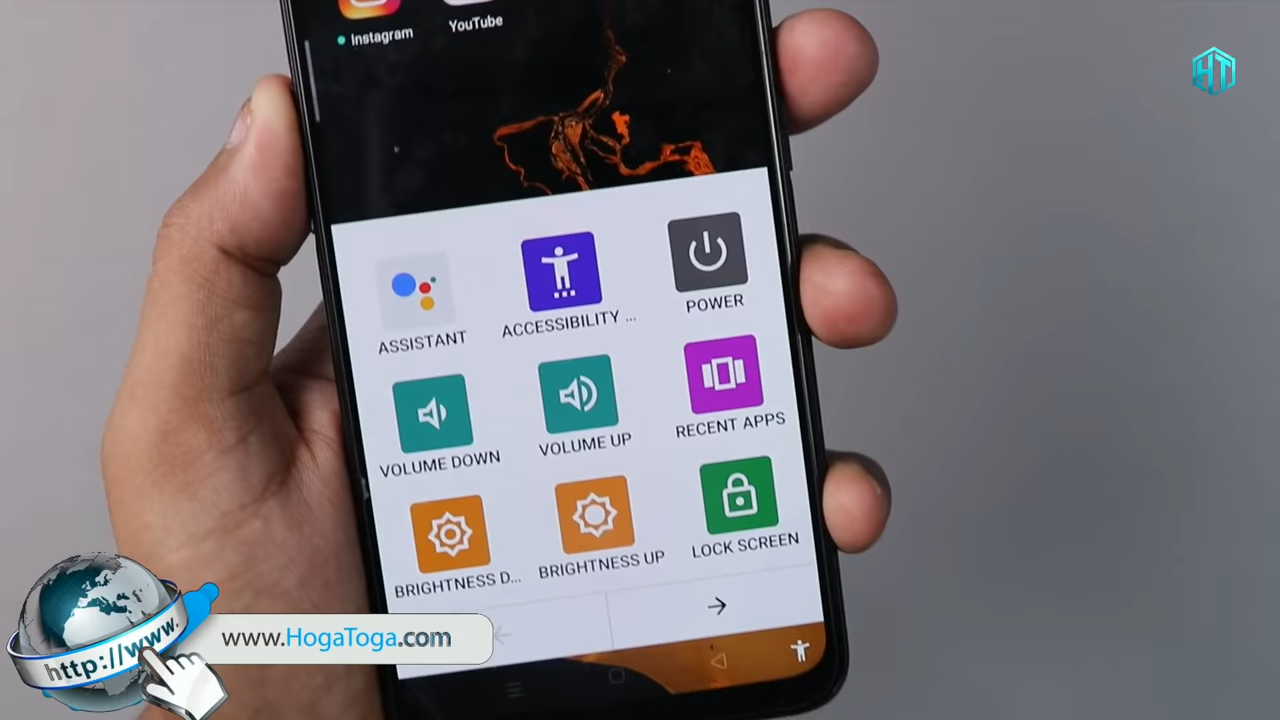 Instagram
YouTube
HT
ASSISTANT
ACCESSIBILITY ...
POWER
VOLUME DOWN
VOLUME UP
RECENT APPS
BRIGHTNESS D...
BRIGHTNESS UP
LOCK SCREEN
http://www.
www.HogaToga.com